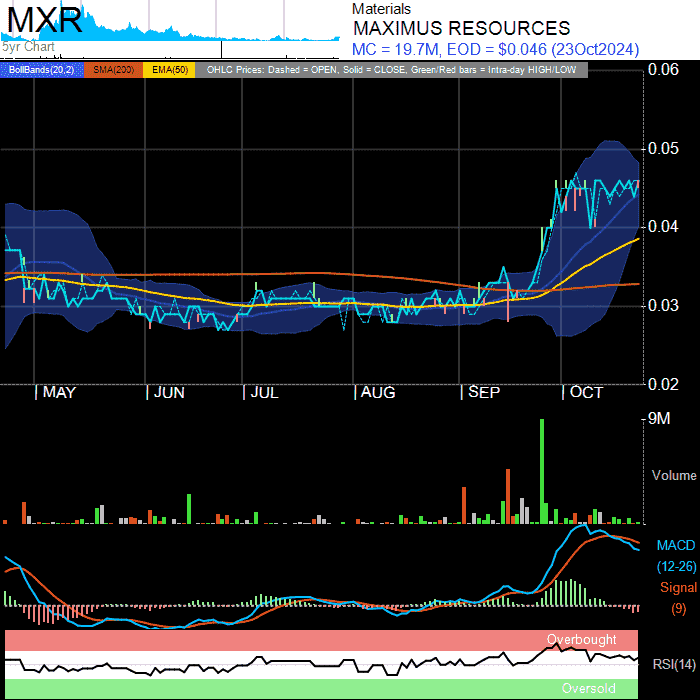 MXR
5yr Chart
Materials
MAXIMUS RESOURCES
MC = 19.7M, EOD = $0.046 (23Oct2024)
BollBands(20,2) SMA(200) EMA(50) OHLC Prices: Dashed = OPEN, Solid = CLOSE, Green/Red bars = Intra-day HIGH/LOW
0.06
0.05
0.04
0.03
0.02
MAY JUN JUL AUG SEP OCT
9M
Volume
MACD
(12-26)
Signal
(9)
Overbought
RSI(14)
Oversold